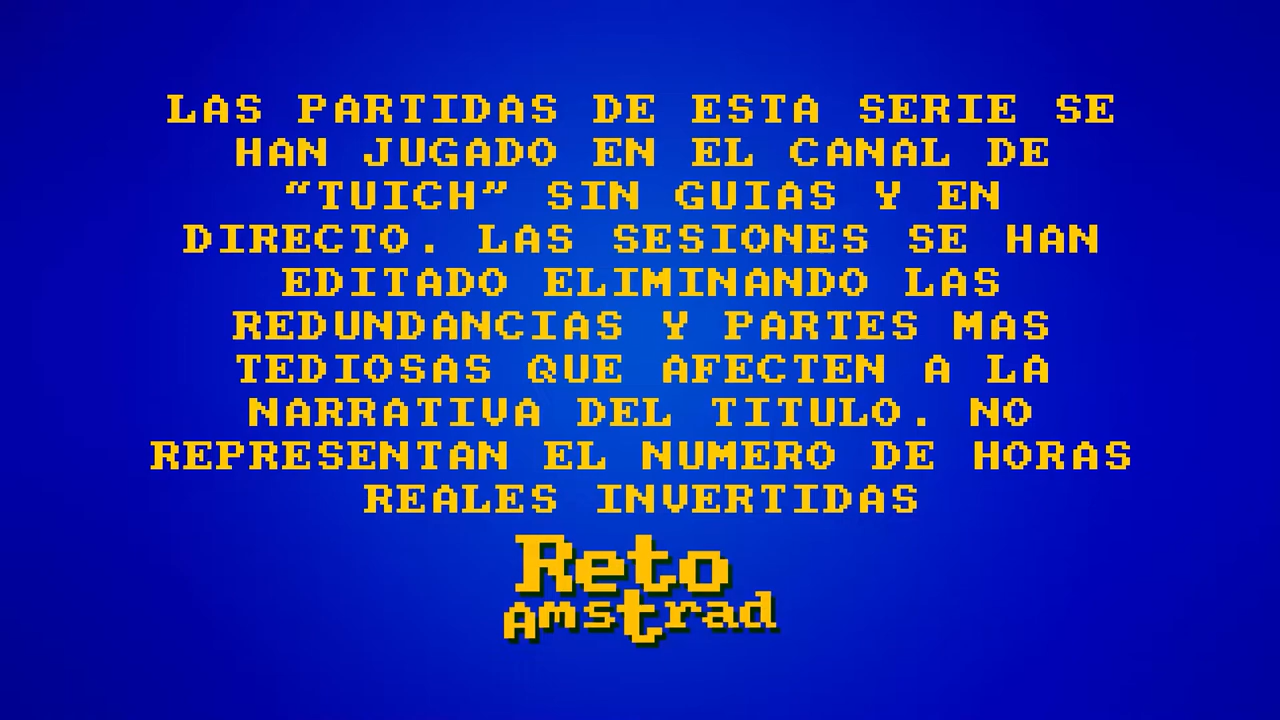 LAS PARTIDAS DE ESTA SERIE SE
HAN JUGADO EN EL CANAL DE
"TUICH" SIN GUIAS Y EN
DIRECTO. LAS SESIONES SE HAN
EDITADO ELIMINANDO LAS
REDUNDANCIAS Y PARTES MAS
TEDIOSAS QUE AFECTEN A LA
NARRATIVA DEL TITULO. NO
REPRESENTAN EL NUMERO DE HORAS
REALES INVERTIDAS
Reto
Amstrad